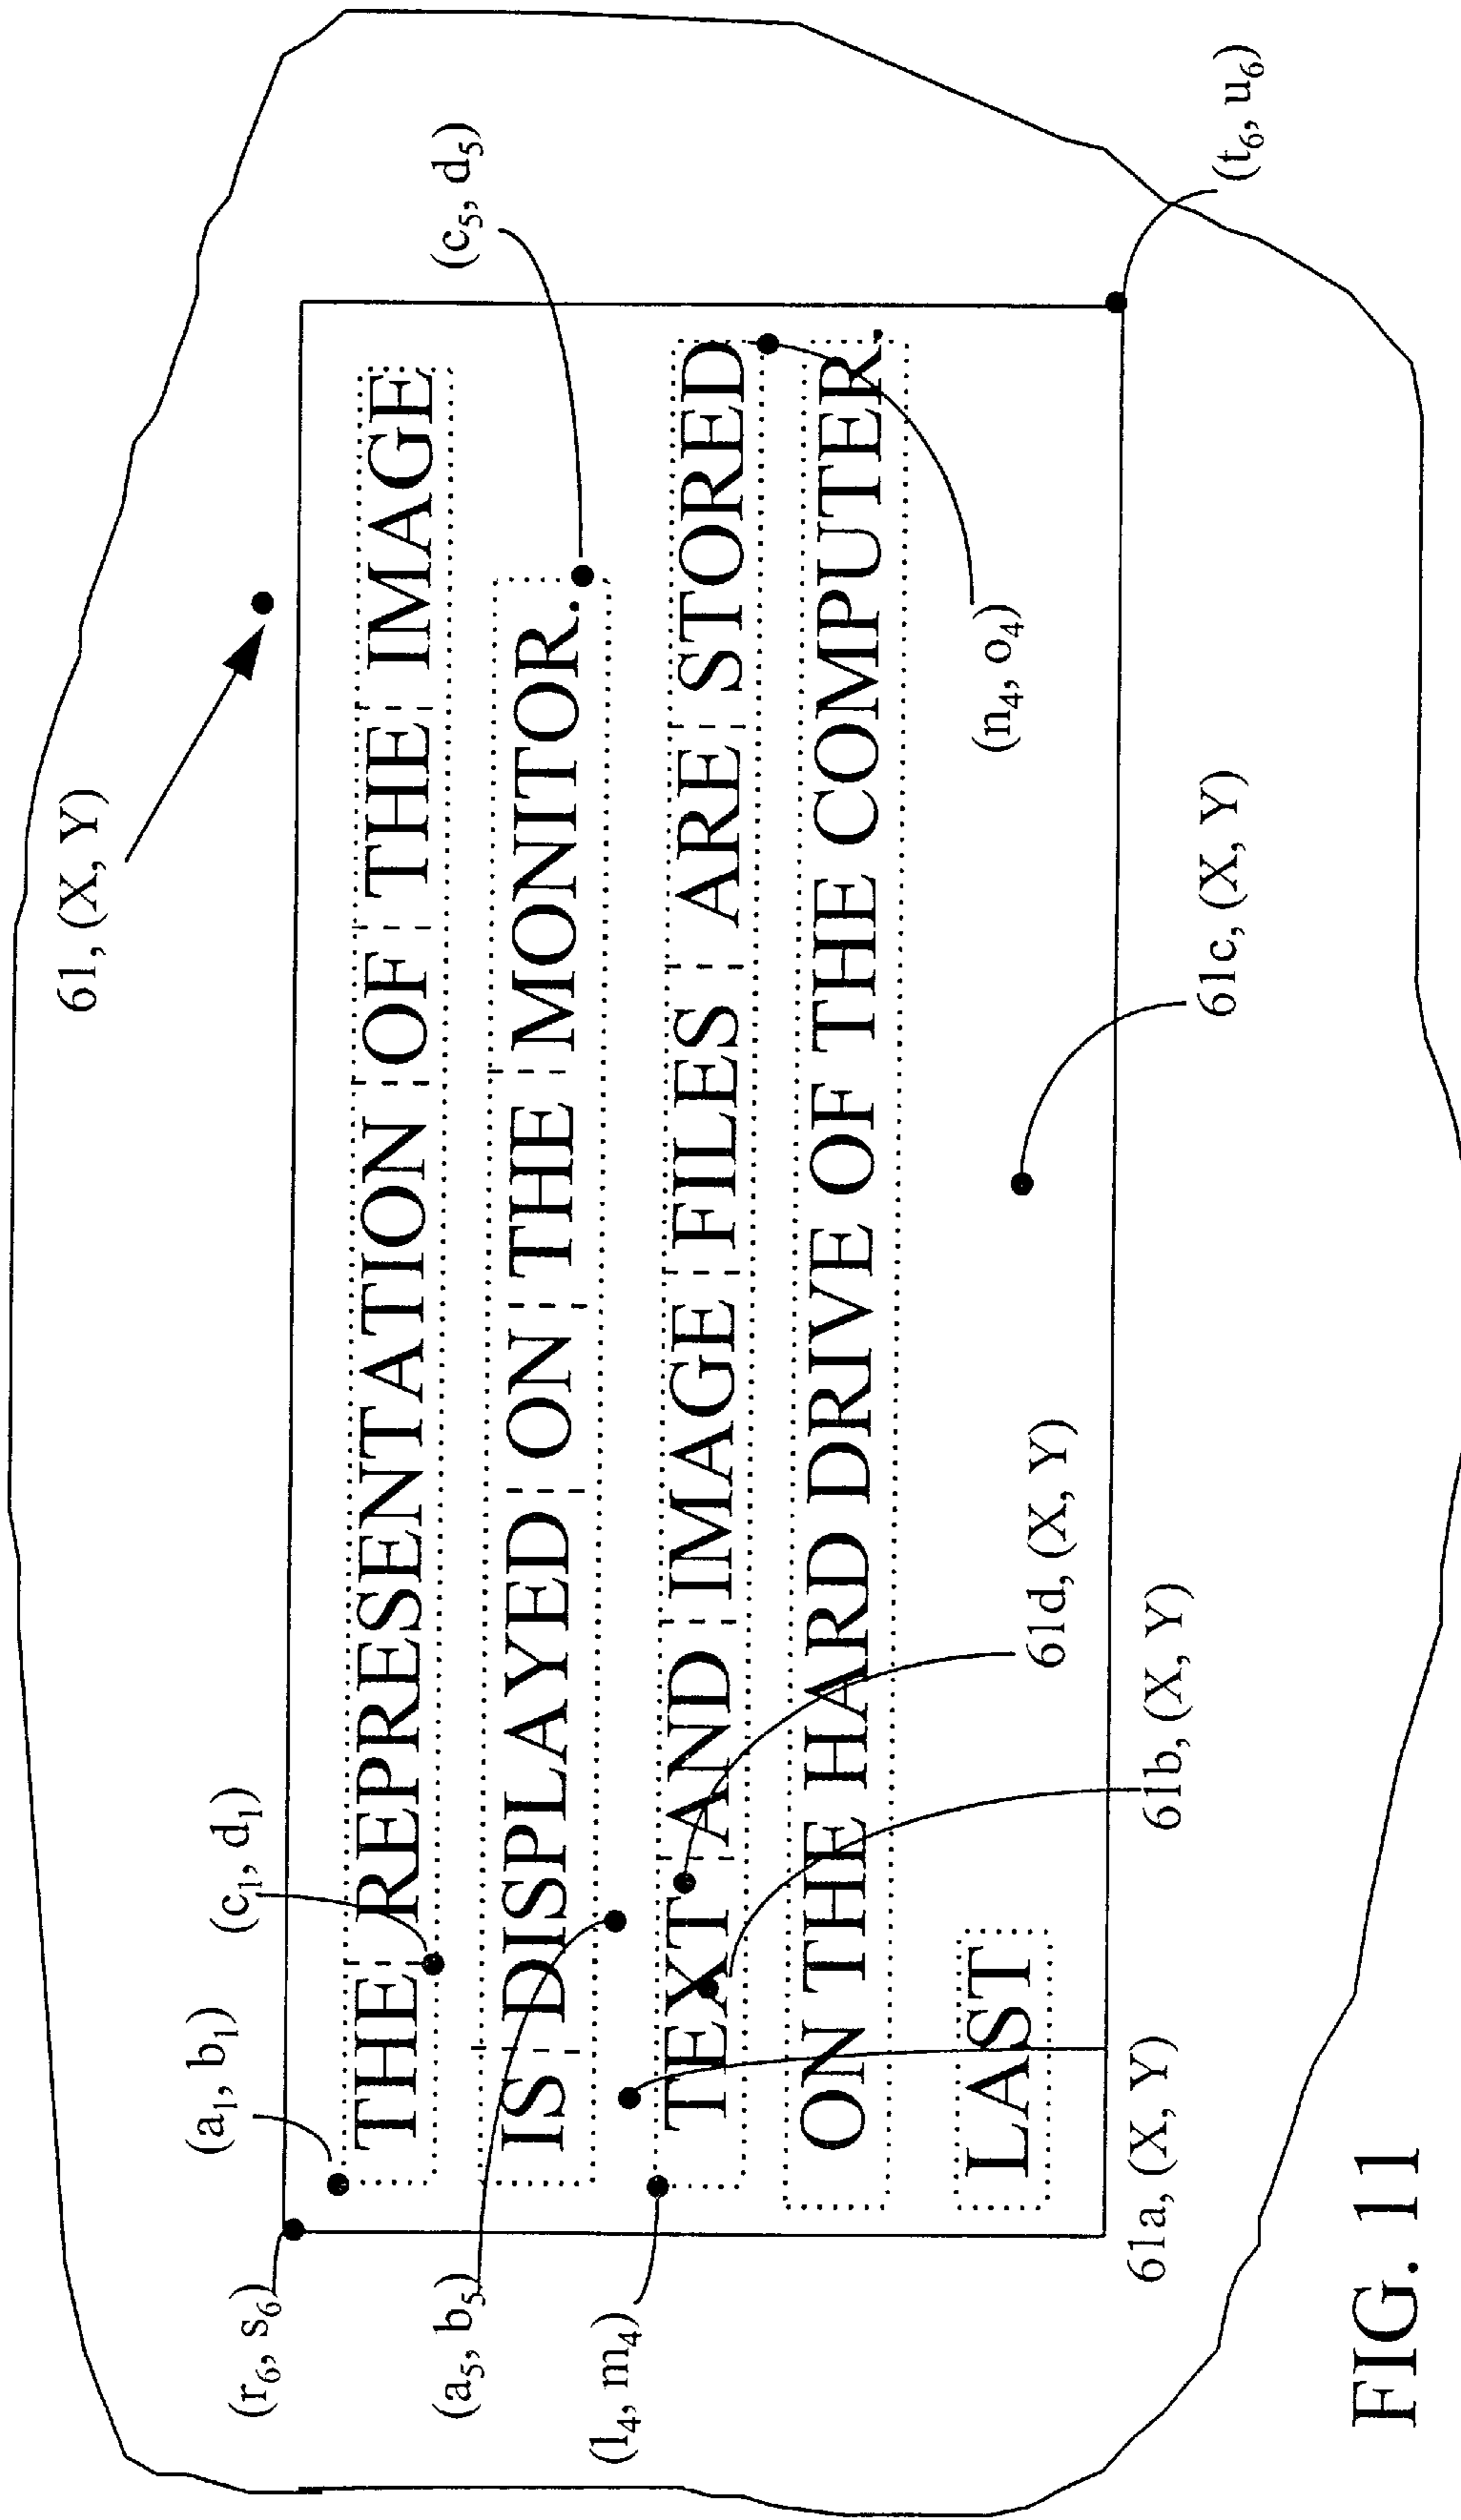 61, (X, Y)
(a₁, b₁)
(c₁, d₁)
(r₆, s₆)
(c₅, d₅)
THE REPRESENTATION OF THE IMAGE
IS DISPLAYED ON THE MONITOR.
(a₅, b₅)
TEXT AND IMAGE FILES ARE STORED
(l₄, m₄)
ON THE HARD DRIVE OF THE COMPUTER.
LAST
(n₄, o₄)
61d, (X, Y)
61a, (X, Y)
61b, (X, Y)
61c, (X, Y)
(t₆, u₆)
FIG. 11